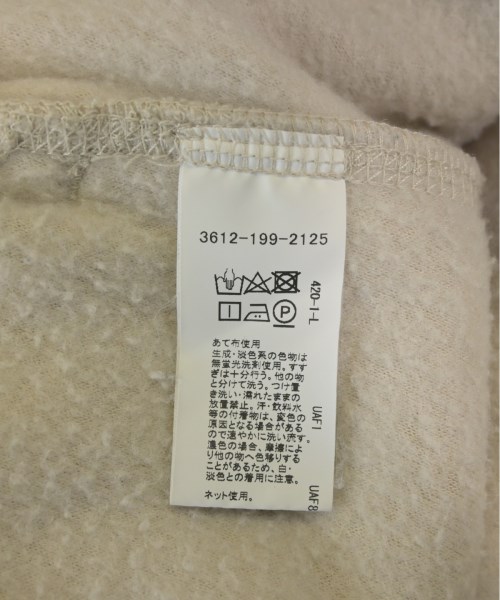 3612-199-2125
420-I-L
P
あて布使用
生成・淡色系の色物は
無蛍光洗剤使用。すす
ぎは十分行う。他の物
と分けて洗う。つけ置
き洗い・濡れたままの
放置禁止。汗・飲料水
等の付着物は、変色の
原因となる場合がある
ので速やかに洗い流す。
濃色の場合、摩擦によ
り他の物へ色移りする
ことがあるため、白・
淡色との着用に注意。
ネット使用。
UAF1
UAF8